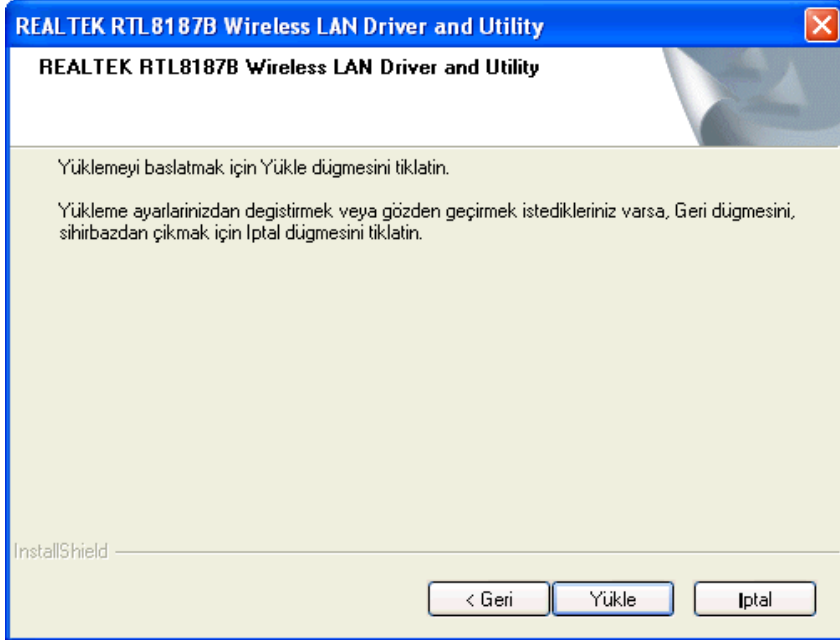 REALTEK RTL8187B Wireless LAN Driver and Utility
REALTEK RTL8187B Wireless LAN Driver and Utility
Yüklemeyi baslatmak için Yükle dügmesini tiklatin.
Yükleme ayarlarinizdan degistirmek veya gözden geçirmek istedikleriniz varsa, Geri dügmesini,
sihirbazdan çikmak için Iptal dügmesini tiklatin.
InstallShield
< Geri
Yükle
Iptal